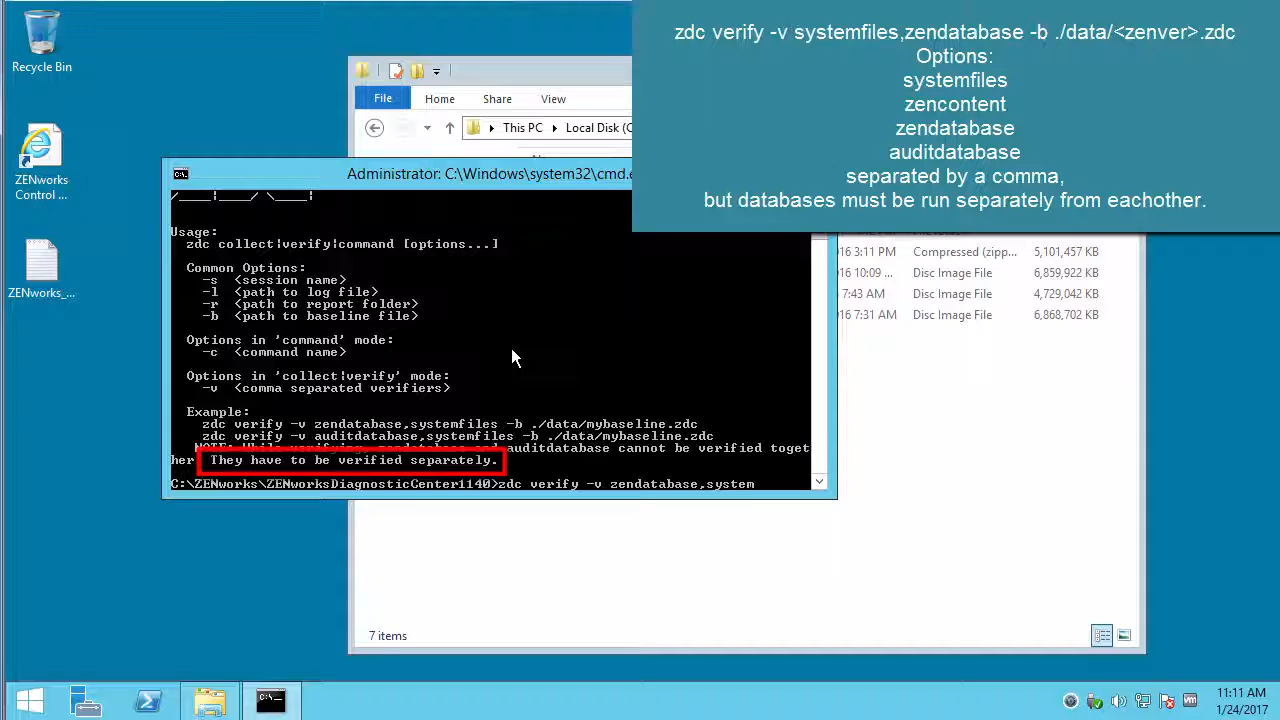 Recycle Bin
ZENworks
Control ...
ZENworks_...
zdc verify -v systemfiles,zendatabase -b ./data/<zenver>.zdc
Options:
systemfiles
zencontent
zendatabase
auditdatabase
separated by a comma,
but databases must be run separately from eachother.
File Home Share View
This PC Local Disk (C
Administrator: C:\Windows\system32\cmd.e
Usage:
zdc collect|verify|command [options...]
Common Options:
-s <session name>
-l <path to log file>
-r <path to report folder>
-b <path to baseline file>
Options in 'command' mode:
-c <command name>
Options in 'collect|verify' mode:
-v <comma separated verifiers>
Example:
zdc verify -v zendatabase,systemfiles -b ./data/mybaseline.zdc
zdc verify -v auditdatabase,systemfiles -b ./data/mybaseline.zdc
NOTE: While verifying, zendatabase and auditdatabase cannot be verified toget
her They have to be verified separately.
C:\ZENworks\ZENworksDiagnosticCenter1140>zdc verify -v zendatabase,system
16 3:11 PM Compressed (zipp... 5,101,457 KB
16 10:09 ... Disc Image File 6,859,922 KB
7:43 AM Disc Image File 4,729,042 KB
16 7:31 AM Disc Image File 6,868,702 KB
7 items
11:11 AM
1/24/2017